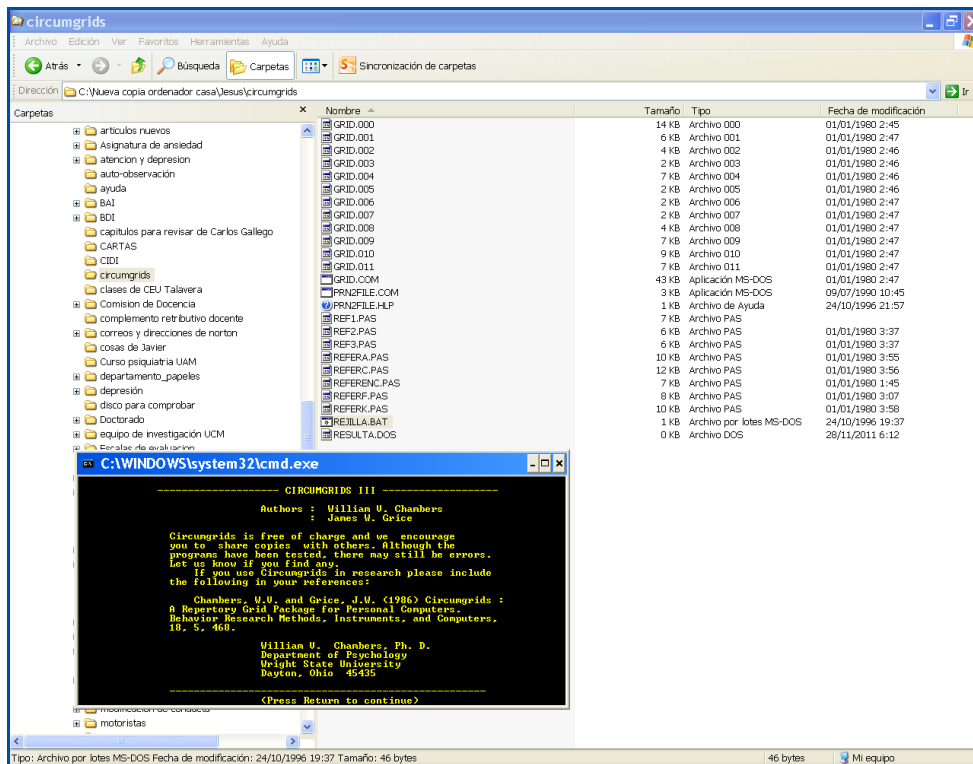 circumgrids
Archivo Edición Ver Favoritos Herramientas Ayuda
Atrás Búsqueda Carpetas Sincronización de carpetas
Dirección C:\Nueva copia ordenador casa\Jesus\circumgrids Ir
Carpetas
articulos nuevos
Asignatura de ansiedad
atencion y depresion
auto-observación
ayuda
BAI
BDI
capitulos para revisar de Carlos Gallego
CARTAS
CIDI
circumgrids
clases de CEU Talavera
Comision de Docencia
complemento retributivo docente
correos y direcciones de norton
cosas de Javier
Curso psiquiatria UAM
departamento_papeles
depresión
disco para comprobar
Doctorado
equipo de investigación UCM
Escalas de evaluacion
modificacion de conducta
motoristas
Nombre Tamaño Tipo Fecha de modificación
GRID.000 14 KB Archivo 000 01/01/1980 2:45
GRID.001 6 KB Archivo 001 01/01/1980 2:47
GRID.002 4 KB Archivo 002 01/01/1980 2:46
GRID.003 2 KB Archivo 003 01/01/1980 2:46
GRID.004 7 KB Archivo 004 01/01/1980 2:46
GRID.005 2 KB Archivo 005 01/01/1980 2:46
GRID.006 2 KB Archivo 006 01/01/1980 2:47
GRID.007 2 KB Archivo 007 01/01/1980 2:47
GRID.008 4 KB Archivo 008 01/01/1980 2:47
GRID.009 7 KB Archivo 009 01/01/1980 2:47
GRID.010 9 KB Archivo 010 01/01/1980 2:47
GRID.011 7 KB Archivo 011 01/01/1980 2:47
GRID.COM 43 KB Aplicación MS-DOS 01/01/1980 2:47
PRN2FILE.COM 3 KB Aplicación MS-DOS 09/07/1990 10:45
PRN2FILE.HLP 1 KB Archivo de Ayuda 24/10/1996 21:57
REF1.PAS 7 KB Archivo PAS
REF2.PAS 6 KB Archivo PAS 01/01/1980 3:37
REF3.PAS 6 KB Archivo PAS 01/01/1980 3:37
REFERA.PAS 10 KB Archivo PAS 01/01/1980 3:55
REFERC.PAS 12 KB Archivo PAS 01/01/1980 3:56
REFERENC.PAS 7 KB Archivo PAS 01/01/1980 1:45
REFERF.PAS 8 KB Archivo PAS 01/01/1980 3:07
REFERK.PAS 10 KB Archivo PAS 01/01/1980 3:58
REJILLA.BAT 1 KB Archivo por lotes MS-DOS 24/10/1996 19:37
RESULTA.DOS 0 KB Archivo DOS 28/11/2011 6:12
C:\WINDOWS\system32\cmd.exe
--------------------- CIRCUMGRIDS III --------------------
Authors : William V. Chambers
: James W. Grice
Circumgrids is free of charge and we encourage
you to share copies with others. Although the
programs have been tested, there may still be errors.
Let us know if you find any.
If you use Circumgrids in research please include
the following in your references:
Chambers, W.V. and Grice, J.W. (1986) Circumgrids :
A Repertory Grid Package for Personal Computers.
Behavior Research Methods, Instruments, and Computers,
18, 5, 468.
William V. Chambers, Ph. D.
Department of Psychology
Wright State University
Dayton, Ohio 45435
-------------------------------------------------------
(Press Return to continue)
Tipo: Archivo por lotes MS-DOS Fecha de modificación: 24/10/1996 19:37 Tamaño: 46 bytes 46 bytes Mi equipo